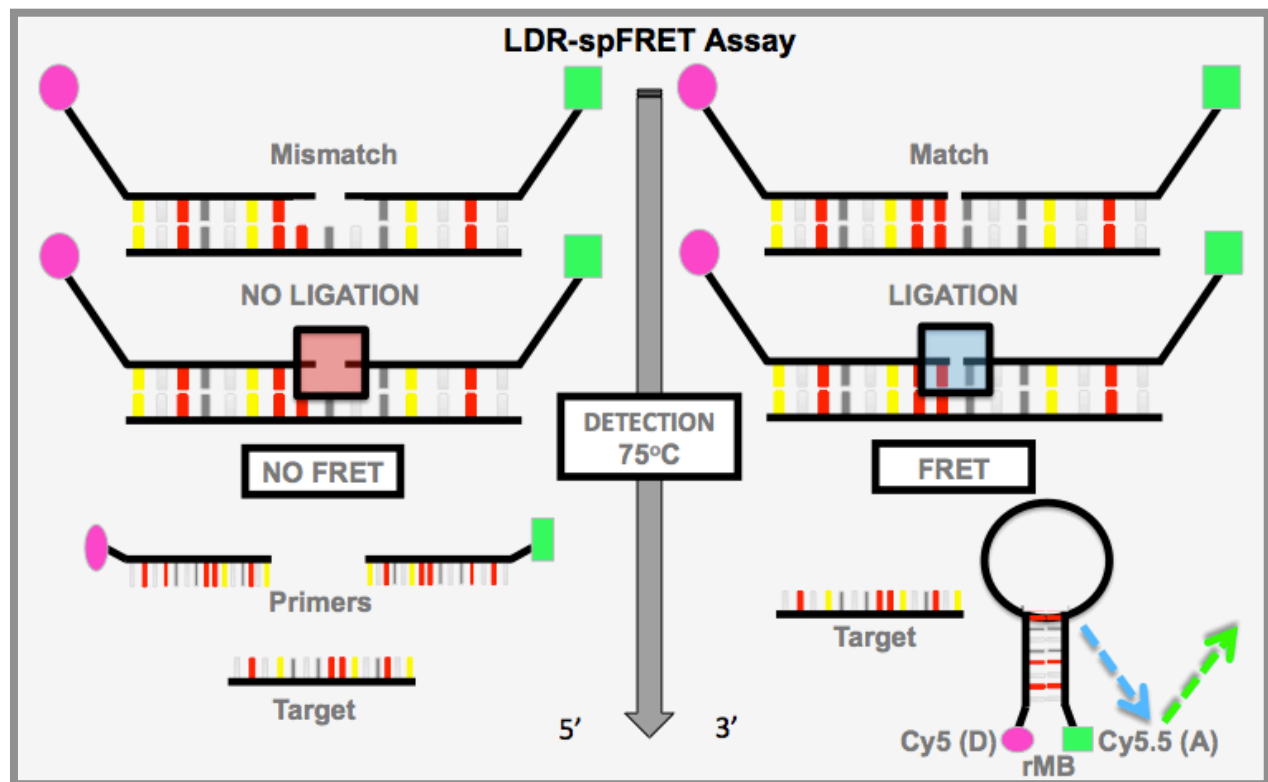 LDR-spFRET Assay
Mismatch
Match
NO LIGATION
LIGATION
DETECTION
75°C
NO FRET
FRET
Primers
Target
Target
5’
3’
Cy5 (D)
Cy5.5 (A)
rMB